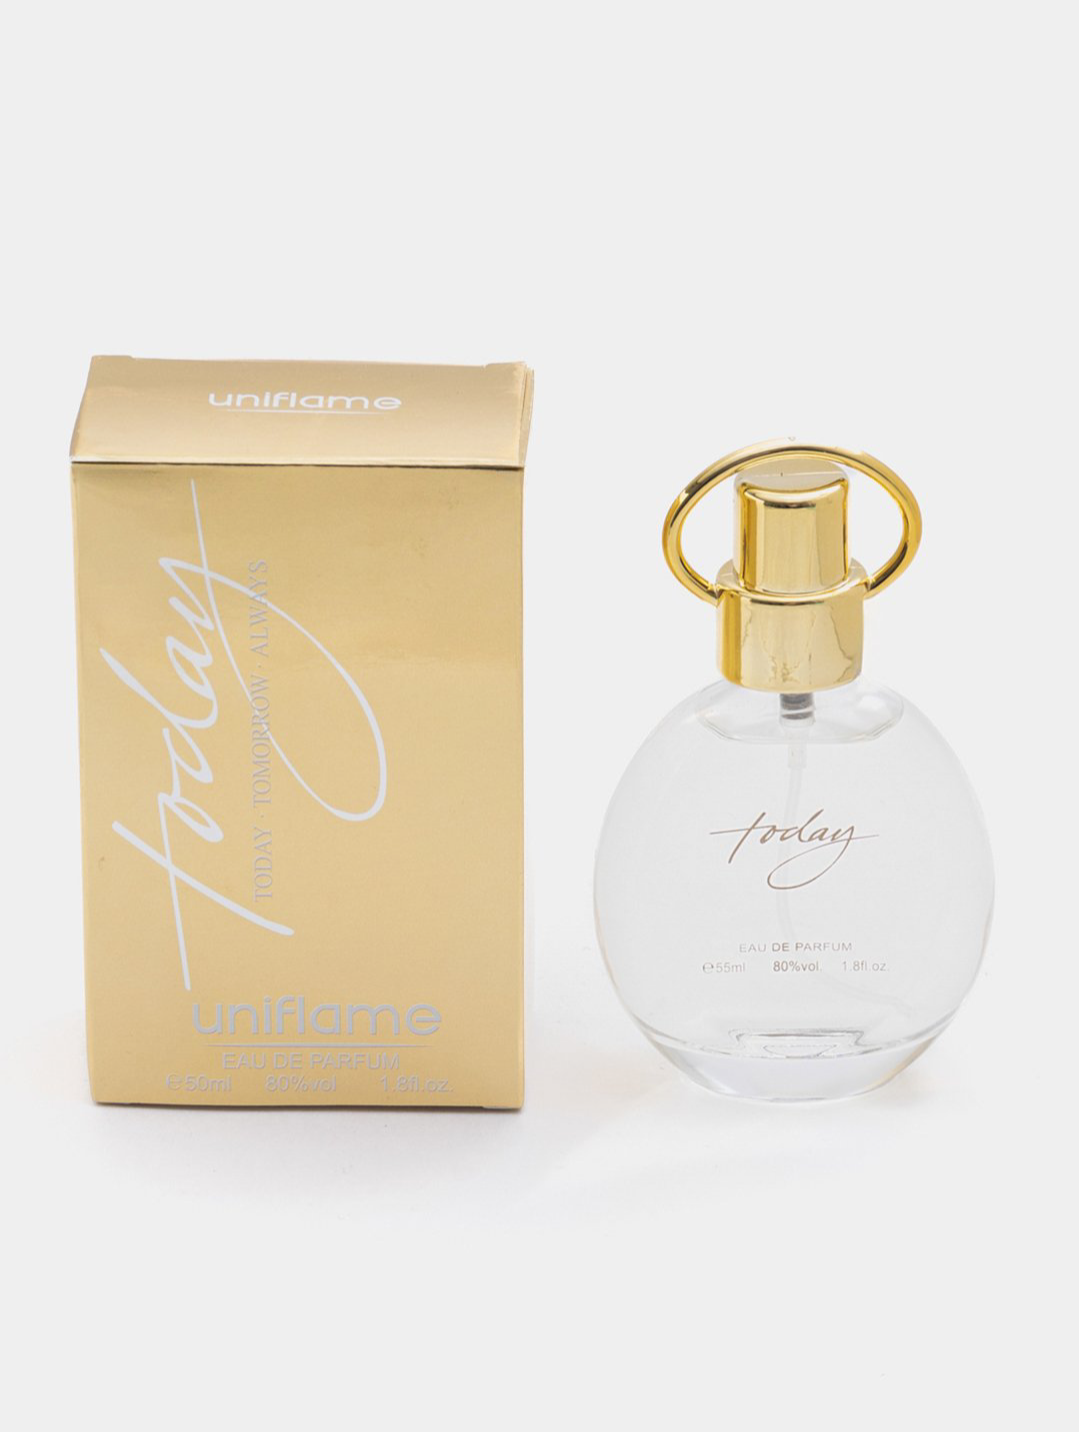 uniflame
today
TODAY · TOMORROW · ALWAYS
uniflame
EAU DE PARFUM
℮50ml 80%vol 1.8fl.oz.
today
EAU DE PARFUM
℮55ml 80%vol. 1.8fl.oz.